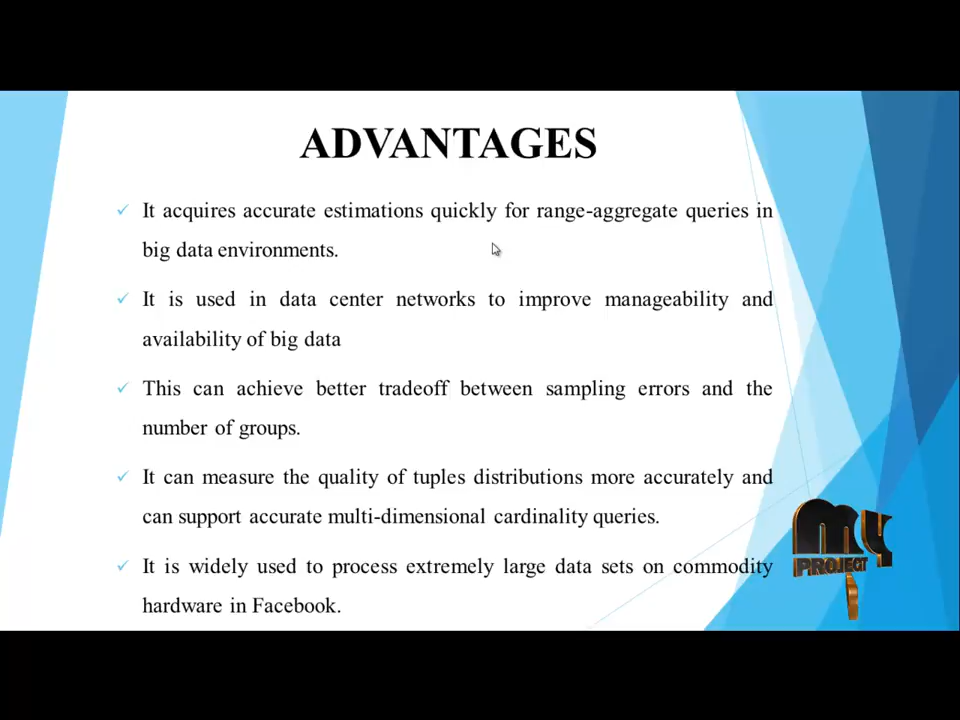 ADVANTAGES
It acquires accurate estimations quickly for range-aggregate queries in
big data environments.
It is used in data center networks to improve manageability and
availability of big data
This can achieve better tradeoff between sampling errors and the
number of groups.
It can measure the quality of tuples distributions more accurately and
can support accurate multi-dimensional cardinality queries.
It is widely used to process extremely large data sets on commodity
hardware in Facebook.
my
PROJECT